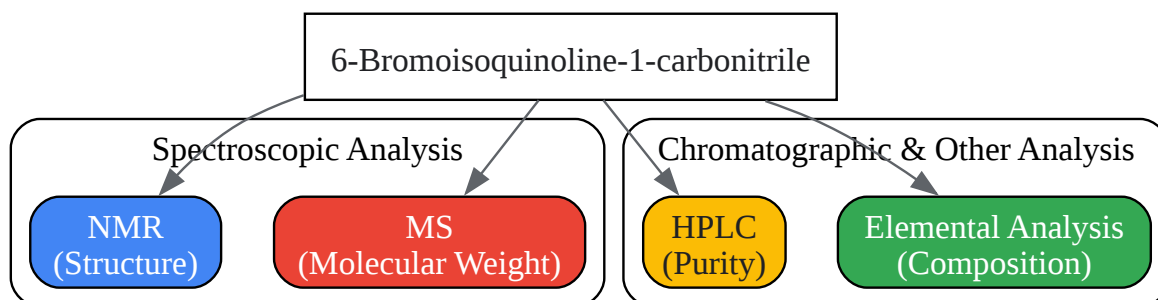 6-Bromoisoquinoline-1-carbonitrile
Spectroscopic Analysis
Chromatographic & Other Analysis
NMR
(Structure)
MS
(Molecular Weight)
HPLC
(Purity)
Elemental Analysis
(Composition)